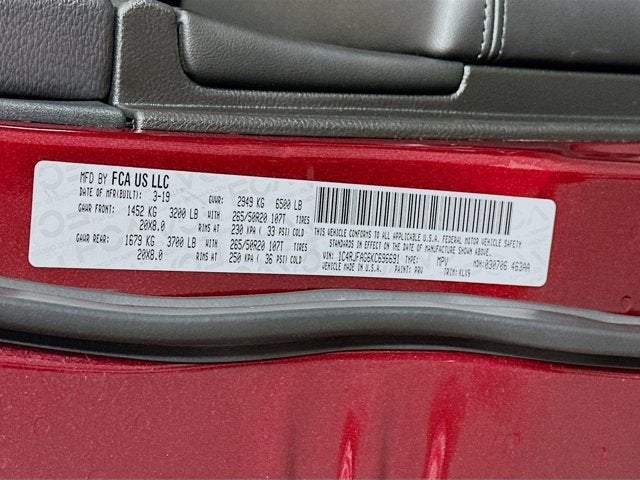 MFD BY FCA US LLC
DATE OF MFR(BUILT): 3-19 GVWR: 2949 KG 6500 LB
GAWR FRONT: 1452 KG 3200 LB WITH 265/50R20 107T TIRES
20X8.0 RIMS AT 230 KPA ( 33 PSI) COLD
GAWR REAR: 1679 KG 3700 LB WITH 265/50R20 107T TIRES
20X8.0 RIMS AT 250 KPA ( 36 PSI) COLD
THIS VEHICLE CONFORMS TO ALL APPLICABLE U.S.A. FEDERAL MOTOR VEHICLE SAFETY
STANDARDS IN EFFECT ON THE DATE OF MANUFACTURE SHOWN ABOVE.
VIN: 1C4RJFAG6KC696691 TYPE: MPV MDH: 030706 463AA
VEHICLE MADE IN U.S.A. PAINT: PRV TRIM: KLX9